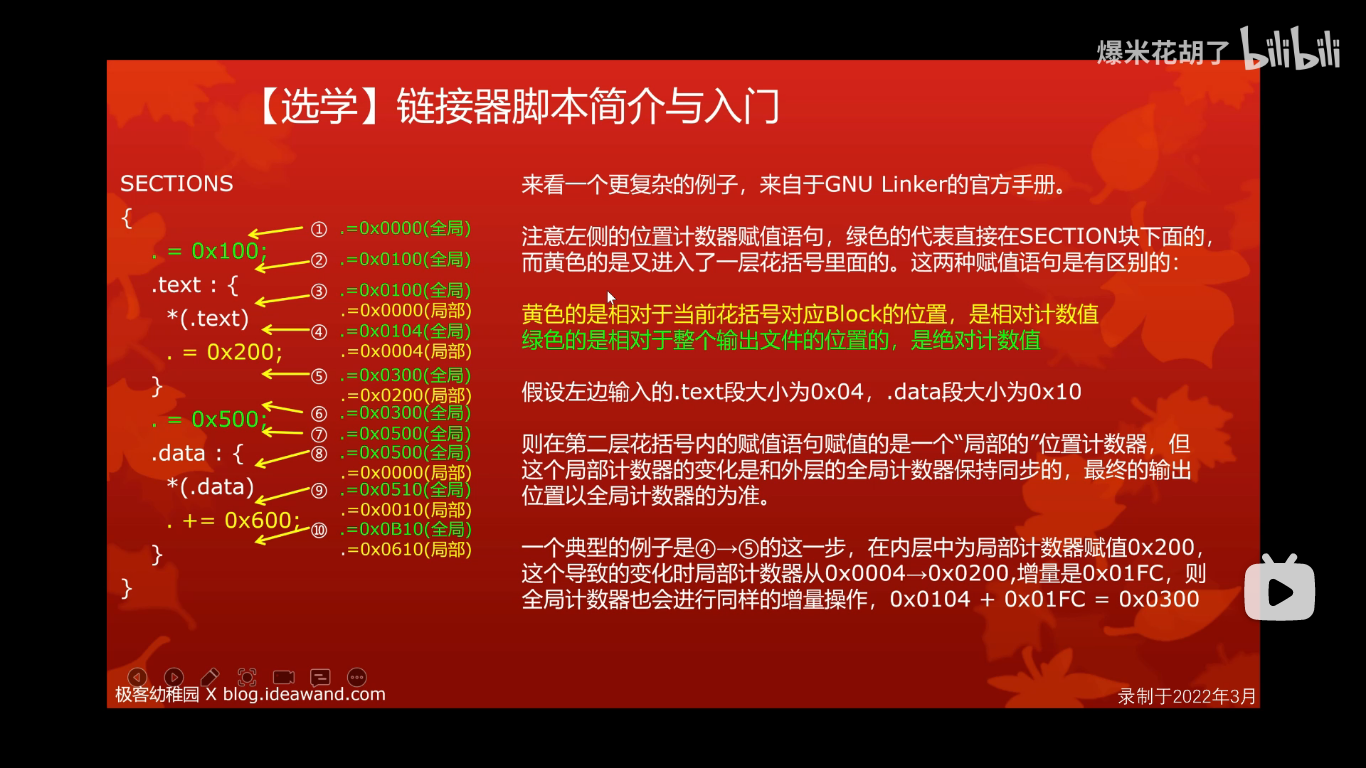 爆米花胡了 bilibili
【选学】链接器脚本简介与入门
SECTIONS
{
. = 0x100;
.text : {
*(.text)
. = 0x200;
}
. = 0x500;
.data : {
*(.data)
. += 0x600;
}
}
① .=0x0000(全局)
② .=0x0100(全局)
③ .=0x0100(全局)
.=0x0000(局部)
④ .=0x0104(全局)
.=0x0004(局部)
⑤ .=0x0300(全局)
.=0x0200(局部)
⑥ .=0x0300(全局)
⑦ .=0x0500(全局)
⑧ .=0x0500(全局)
.=0x0000(局部)
⑨ .=0x0510(全局)
.=0x0010(局部)
⑩ .=0x0B10(全局)
.=0x0610(局部)
来看一个更复杂的例子，来自于GNU Linker的官方手册。
注意左侧的位置计数器赋值语句，绿色的代表直接在SECTION块下面的，
而黄色的是又进入了一层花括号里面的。这两种赋值语句是有区别的：
黄色的是相对于当前花括号对应Block的位置，是相对计数值
绿色的是相对于整个输出文件的位置的，是绝对计数值
假设左边输入的.text段大小为0x04，.data段大小为0x10
则在第二层花括号内的赋值语句赋值的是一个“局部的”位置计数器，但
这个局部计数器的变化是和外层的全局计数器保持同步的，最终的输出
位置以全局计数器的为准。
一个典型的例子是④→⑤的这一步，在内层中为局部计数器赋值0x200，
这个导致的变化时局部计数器从0x0004→0x0200,增量是0x01FC，则
全局计数器也会进行同样的增量操作，0x0104 + 0x01FC = 0x0300
极客幼稚园 X blog.ideawand.com
录制于2022年3月